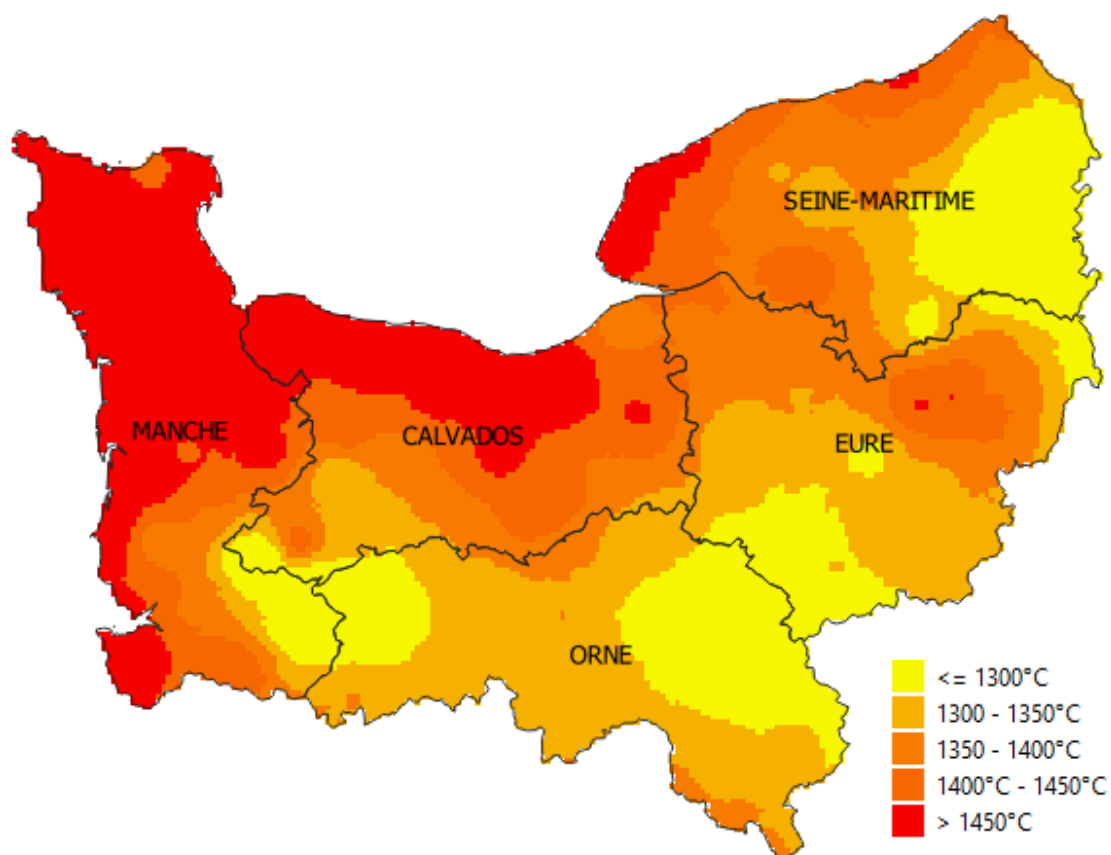 SEINE-MARITIME
MANCHE
CALVADOS
EURE
ORNE
<= 1300°C
1300 - 1350°C
1350 - 1400°C
1400°C - 1450°C
> 1450°C